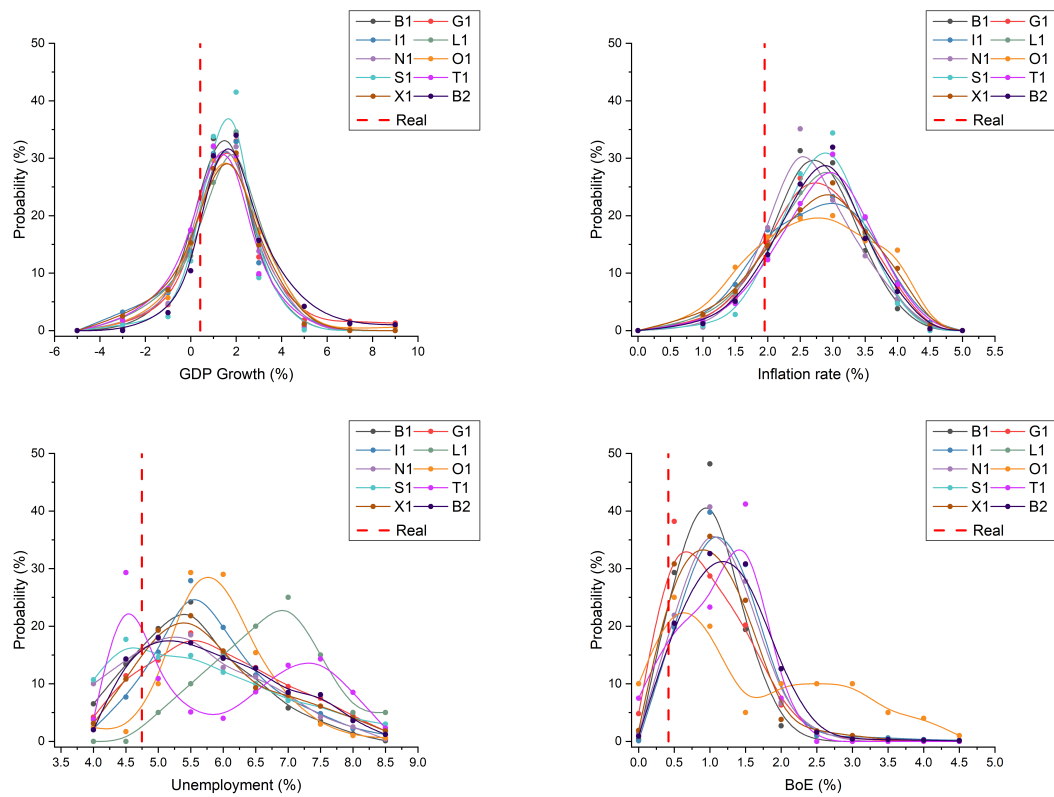 B1 G1
I1 L1
N1 O1
S1 T1
X1 B2
Real
50
40
30
20
10
0
Probability (%)
-6 -4 -2 0 2 4 6 8 10
GDP Growth (%)
B1 G1
I1 L1
N1 O1
S1 T1
X1 B2
Real
50
40
30
20
10
0
Probability (%)
0.0 0.5 1.0 1.5 2.0 2.5 3.0 3.5 4.0 4.5 5.0 5.5
Inflation rate (%)
B1 G1
I1 L1
N1 O1
S1 T1
X1 B2
Real
50
40
30
20
10
0
Probability (%)
3.5 4.0 4.5 5.0 5.5 6.0 6.5 7.0 7.5 8.0 8.5 9.0
Unemployment (%)
B1 G1
I1 L1
N1 O1
S1 T1
X1 B2
Real
50
40
30
20
10
0
Probability (%)
0.0 0.5 1.0 1.5 2.0 2.5 3.0 3.5 4.0 4.5 5.0
BoE (%)